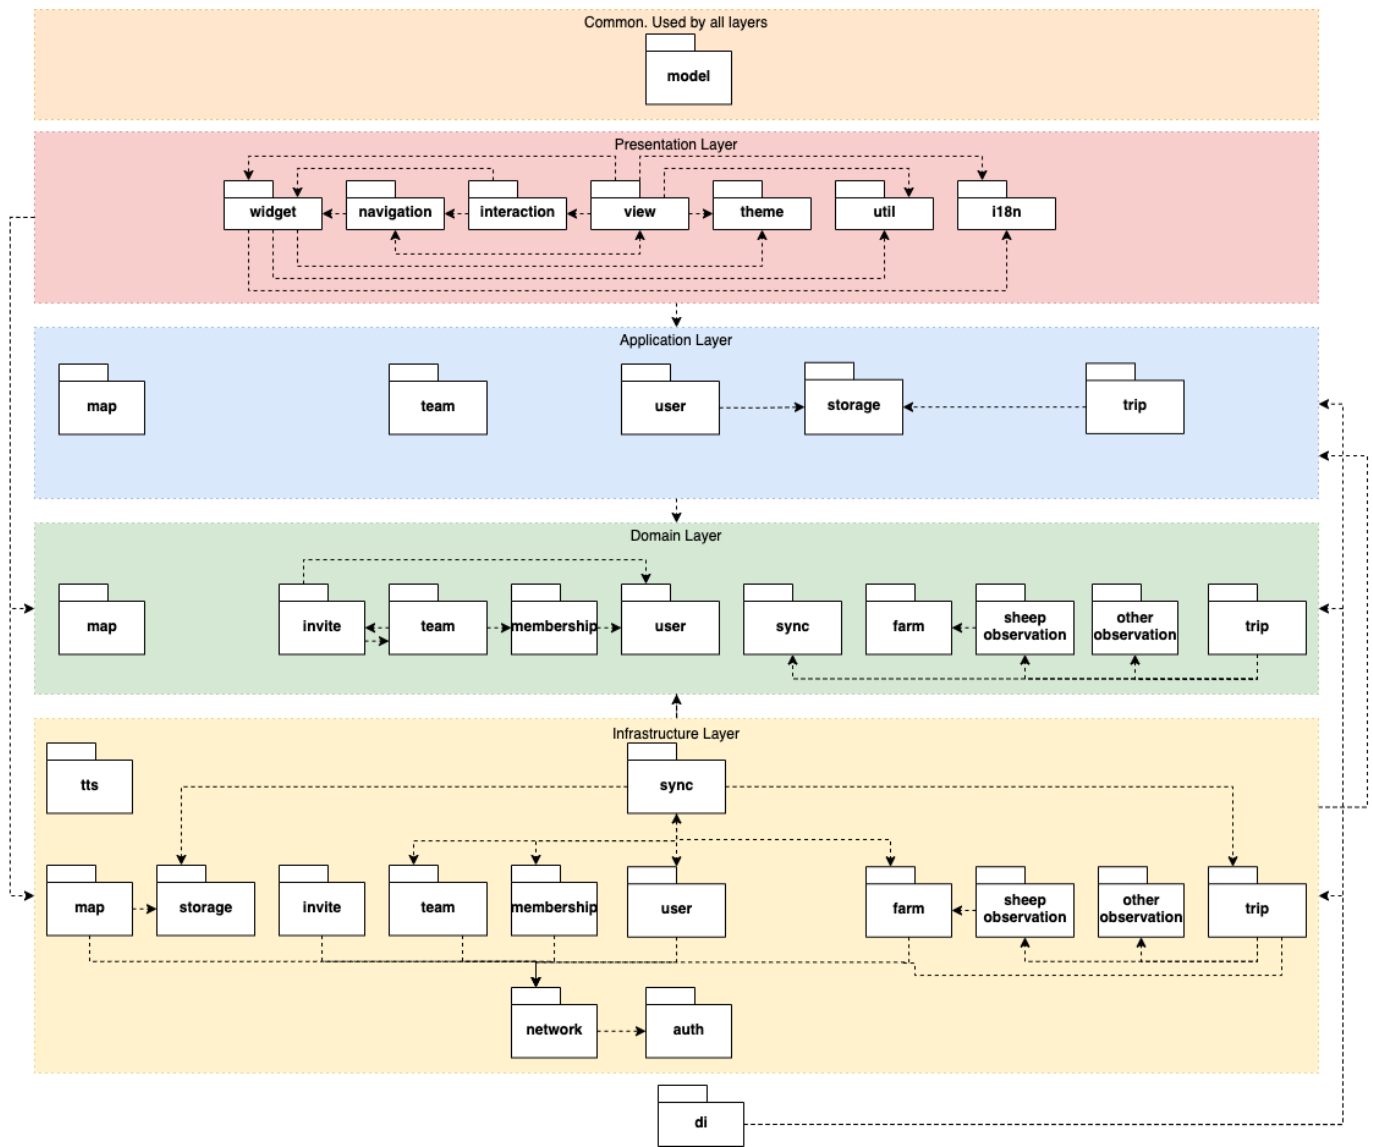 Common. Used by all layers
model
Presentation Layer
widget
navigation
interaction
view
theme
util
i18n
Application Layer
map
team
user
storage
trip
Domain Layer
map
invite
team
membership
user
sync
farm
sheep
observation
other
observation
trip
Infrastructure Layer
tts
sync
map
storage
invite
team
membership
user
farm
sheep
observation
other
observation
trip
network
auth
di